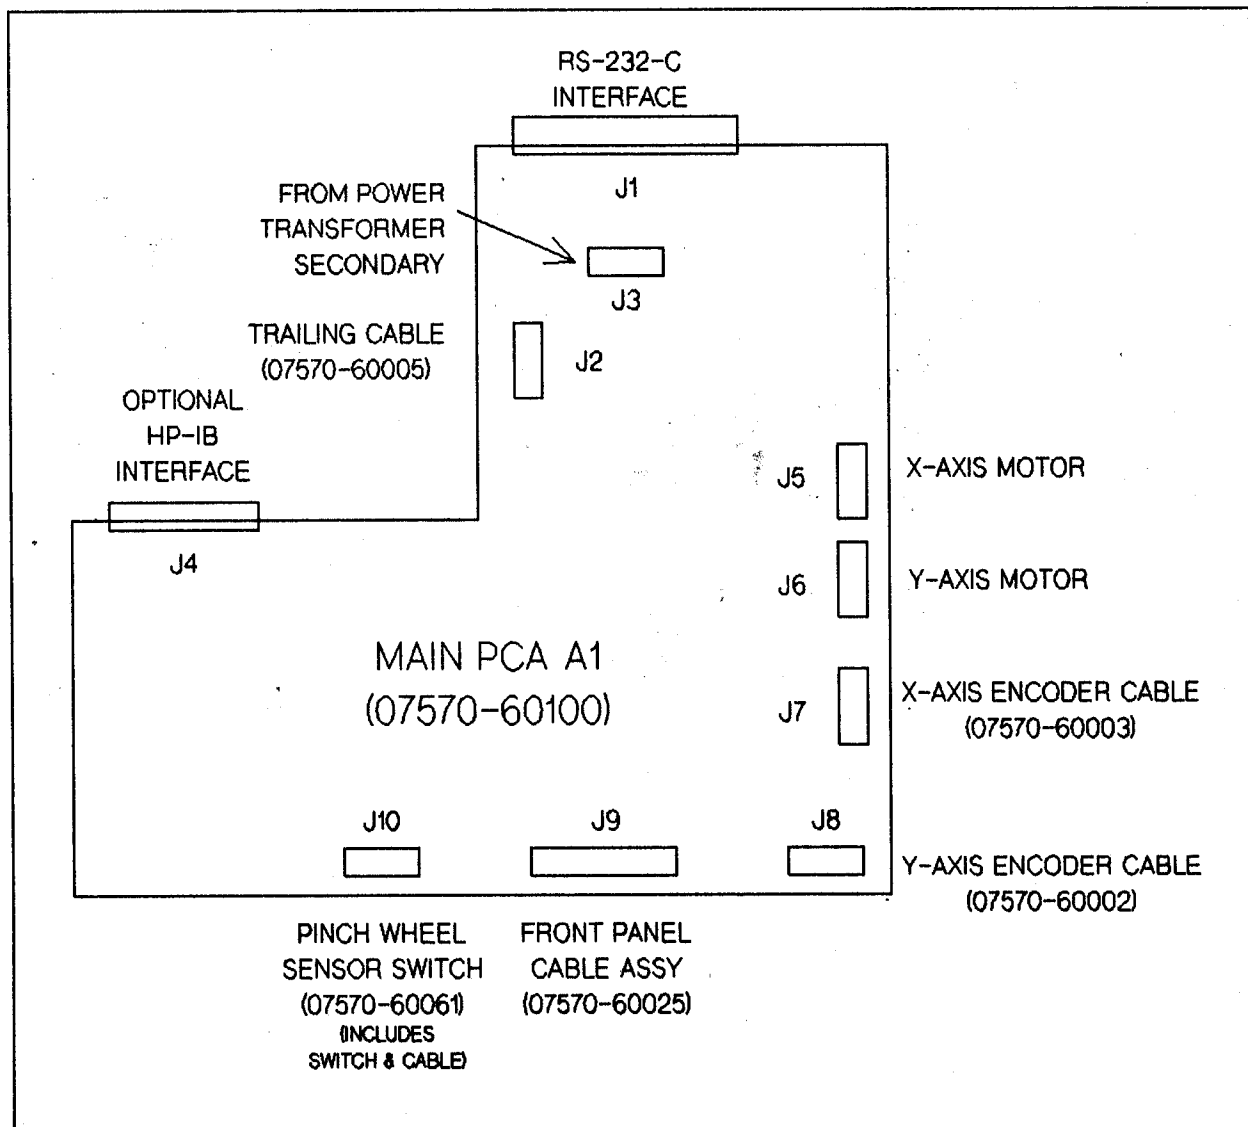 RS-232-C
INTERFACE
J1
FROM POWER
TRANSFORMER
SECONDARY
J3
TRAILING CABLE
(07570-60005)
J2
OPTIONAL
HP-IB
INTERFACE
J4
J5
X-AXIS MOTOR
J6
Y-AXIS MOTOR
MAIN PCA A1
(07570-60100)
J7
X-AXIS ENCODER CABLE
(07570-60003)
J10
J9
J8
Y-AXIS ENCODER CABLE
(07570-60002)
PINCH WHEEL
SENSOR SWITCH
(07570-60061)
(INCLUDES
SWITCH & CABLE)
FRONT PANEL
CABLE ASSY
(07570-60025)